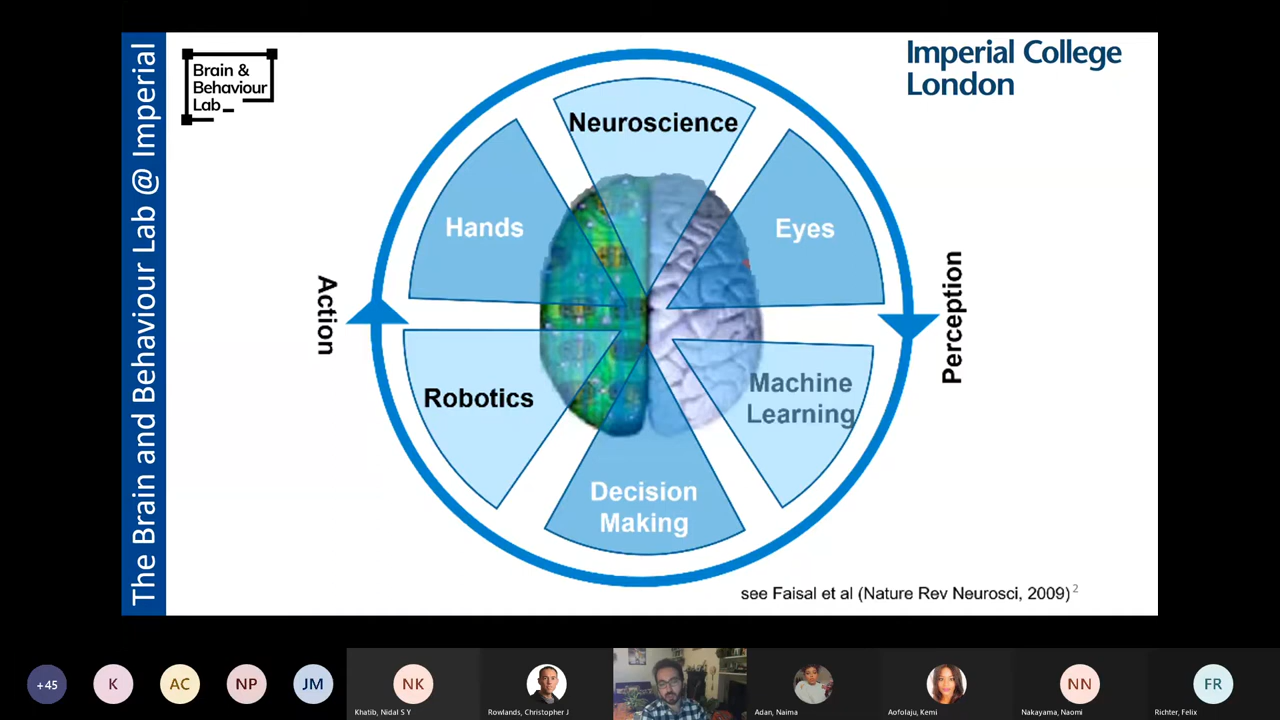 The Brain and Behaviour Lab @ Imperial
Brain &
Behaviour
Lab_
Imperial College
London
Neuroscience
Hands
Eyes
Action
Perception
Robotics
Machine
Learning
Decision
Making
see Faisal et al (Nature Rev Neurosci, 2009)
2
+45
K
AC
NP
JM
NK
Khatib, Nidal S Y
Rowlands, Christopher J
Adan, Naima
Aofolaju, Kemi
NN
Nakayama, Naomi
FR
Richter, Felix